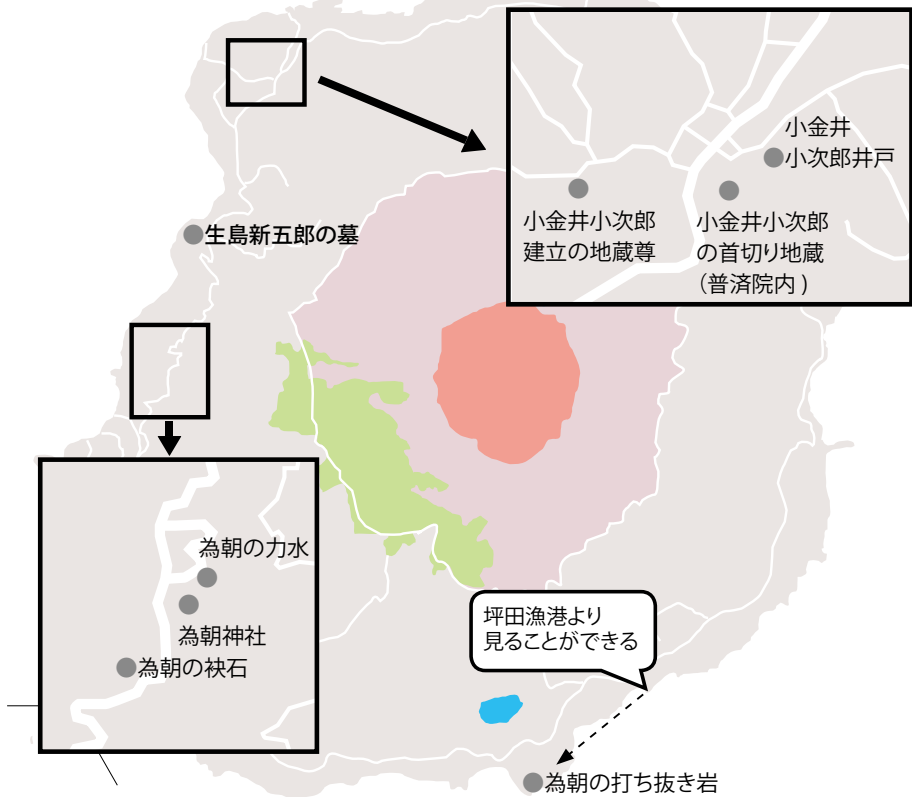 小金井
小次郎井戸
小金井小次郎
建立の地蔵尊
小金井小次郎
の首切り地蔵
(普済院内)
生島新五郎の墓
為朝の力水
為朝神社
為朝の袂石
坪田漁港より
見ることができる
為朝の打ち抜き岩